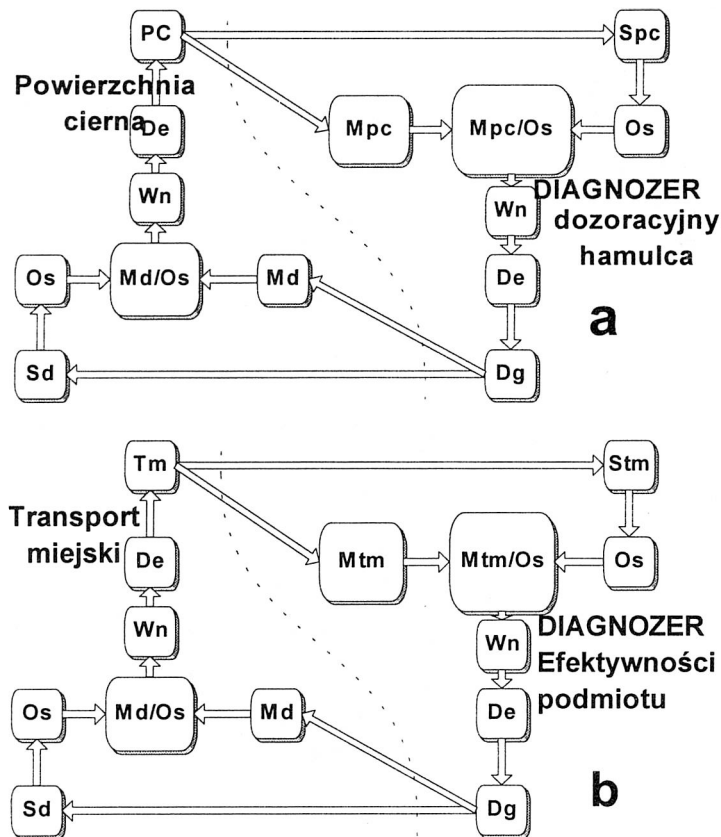 PC
Spc
Powierzchnia
cierna
De
Mpc
Mpc/Os
Os
Wn
Wn
DIAGNOZER
dozoracyjny
hamulca
Os
Md/Os
Md
De
a
Sd
Dg
Tm
Stm
Transport
miejski
De
Mtm
Mtm/Os
Os
Wn
Wn
DIAGNOZER
Efektywności
podmiotu
Os
Md/Os
Md
De
b
Sd
Dg